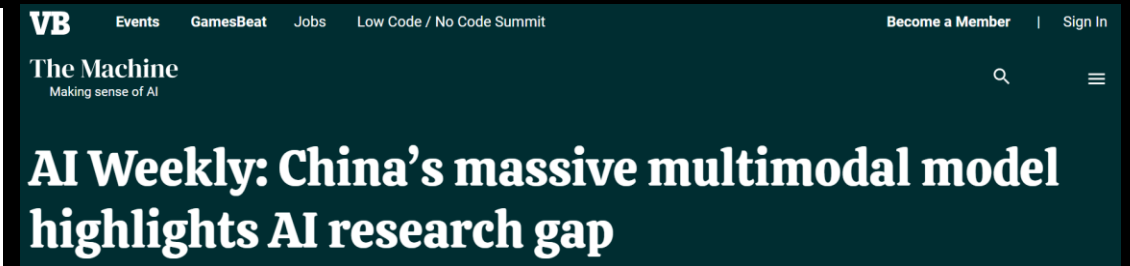 VB Events GamesBeat Jobs Low Code / No Code Summit Become a Member | Sign In
The Machine
Making sense of AI
AI Weekly: China’s massive multimodal model
highlights AI research gap